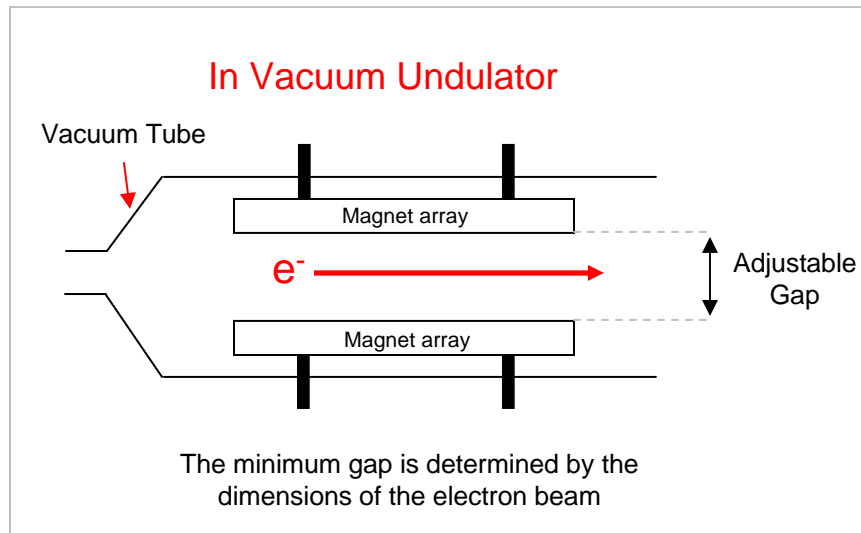 In Vacuum Undulator
Vacuum Tube
Magnet array
e-
Adjustable
Gap
Magnet array
The minimum gap is determined by the
dimensions of the electron beam